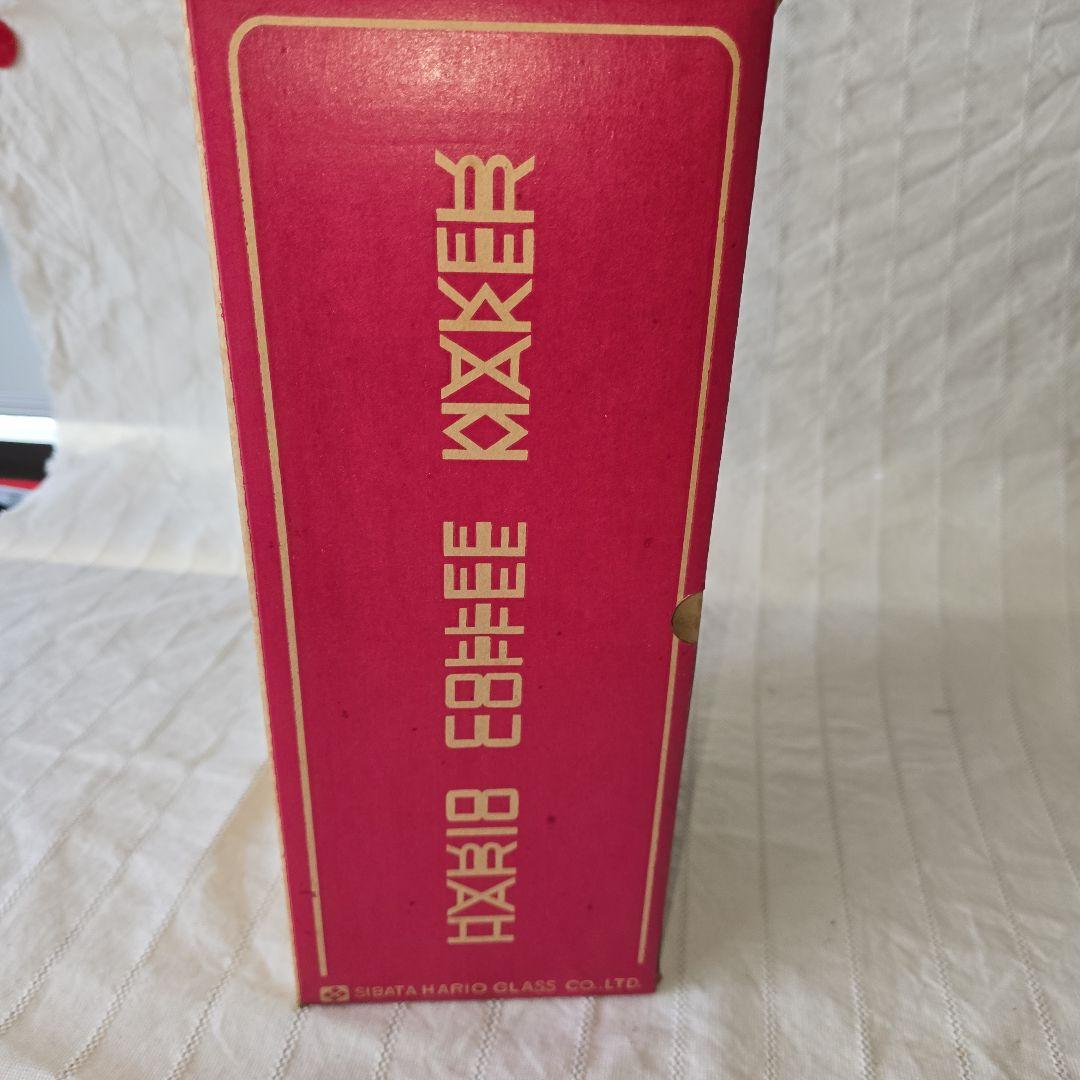 HARIO COFFEE MAKER
SIBATA HARIO GLASS CO.,LTD.